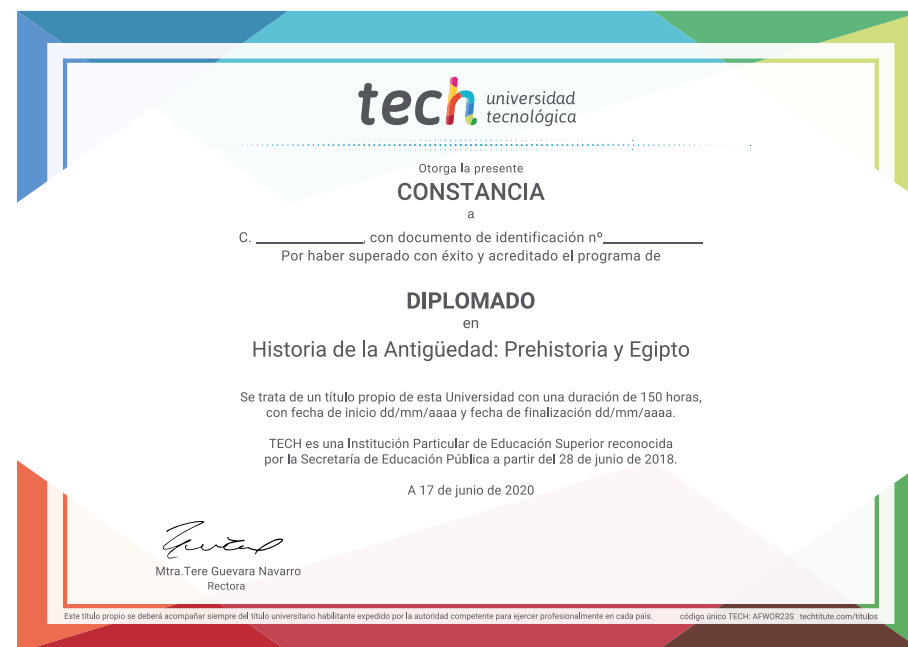 tech universidad
tecnológica
Otorga la presente
CONSTANCIA
a
C. ____________, con documento de identificación nº____________
Por haber superado con éxito y acreditado el programa de
DIPLOMADO
en
Historia de la Antigüedad: Prehistoria y Egipto
Se trata de un título propio de esta Universidad con una duración de 150 horas,
con fecha de inicio dd/mm/aaaa y fecha de finalización dd/mm/aaaa.
TECH es una Institución Particular de Educación Superior reconocida
por la Secretaría de Educación Pública a partir del 28 de junio de 2018.
A 17 de junio de 2020
Mtra.Tere Guevara Navarro
Rectora
Este título propio se deberá acompañar siempre del título universitario habilitante expedido por la autoridad competente para ejercer profesionalmente en cada país. código único TECH: AFWOR23S techtitute.com/titulos